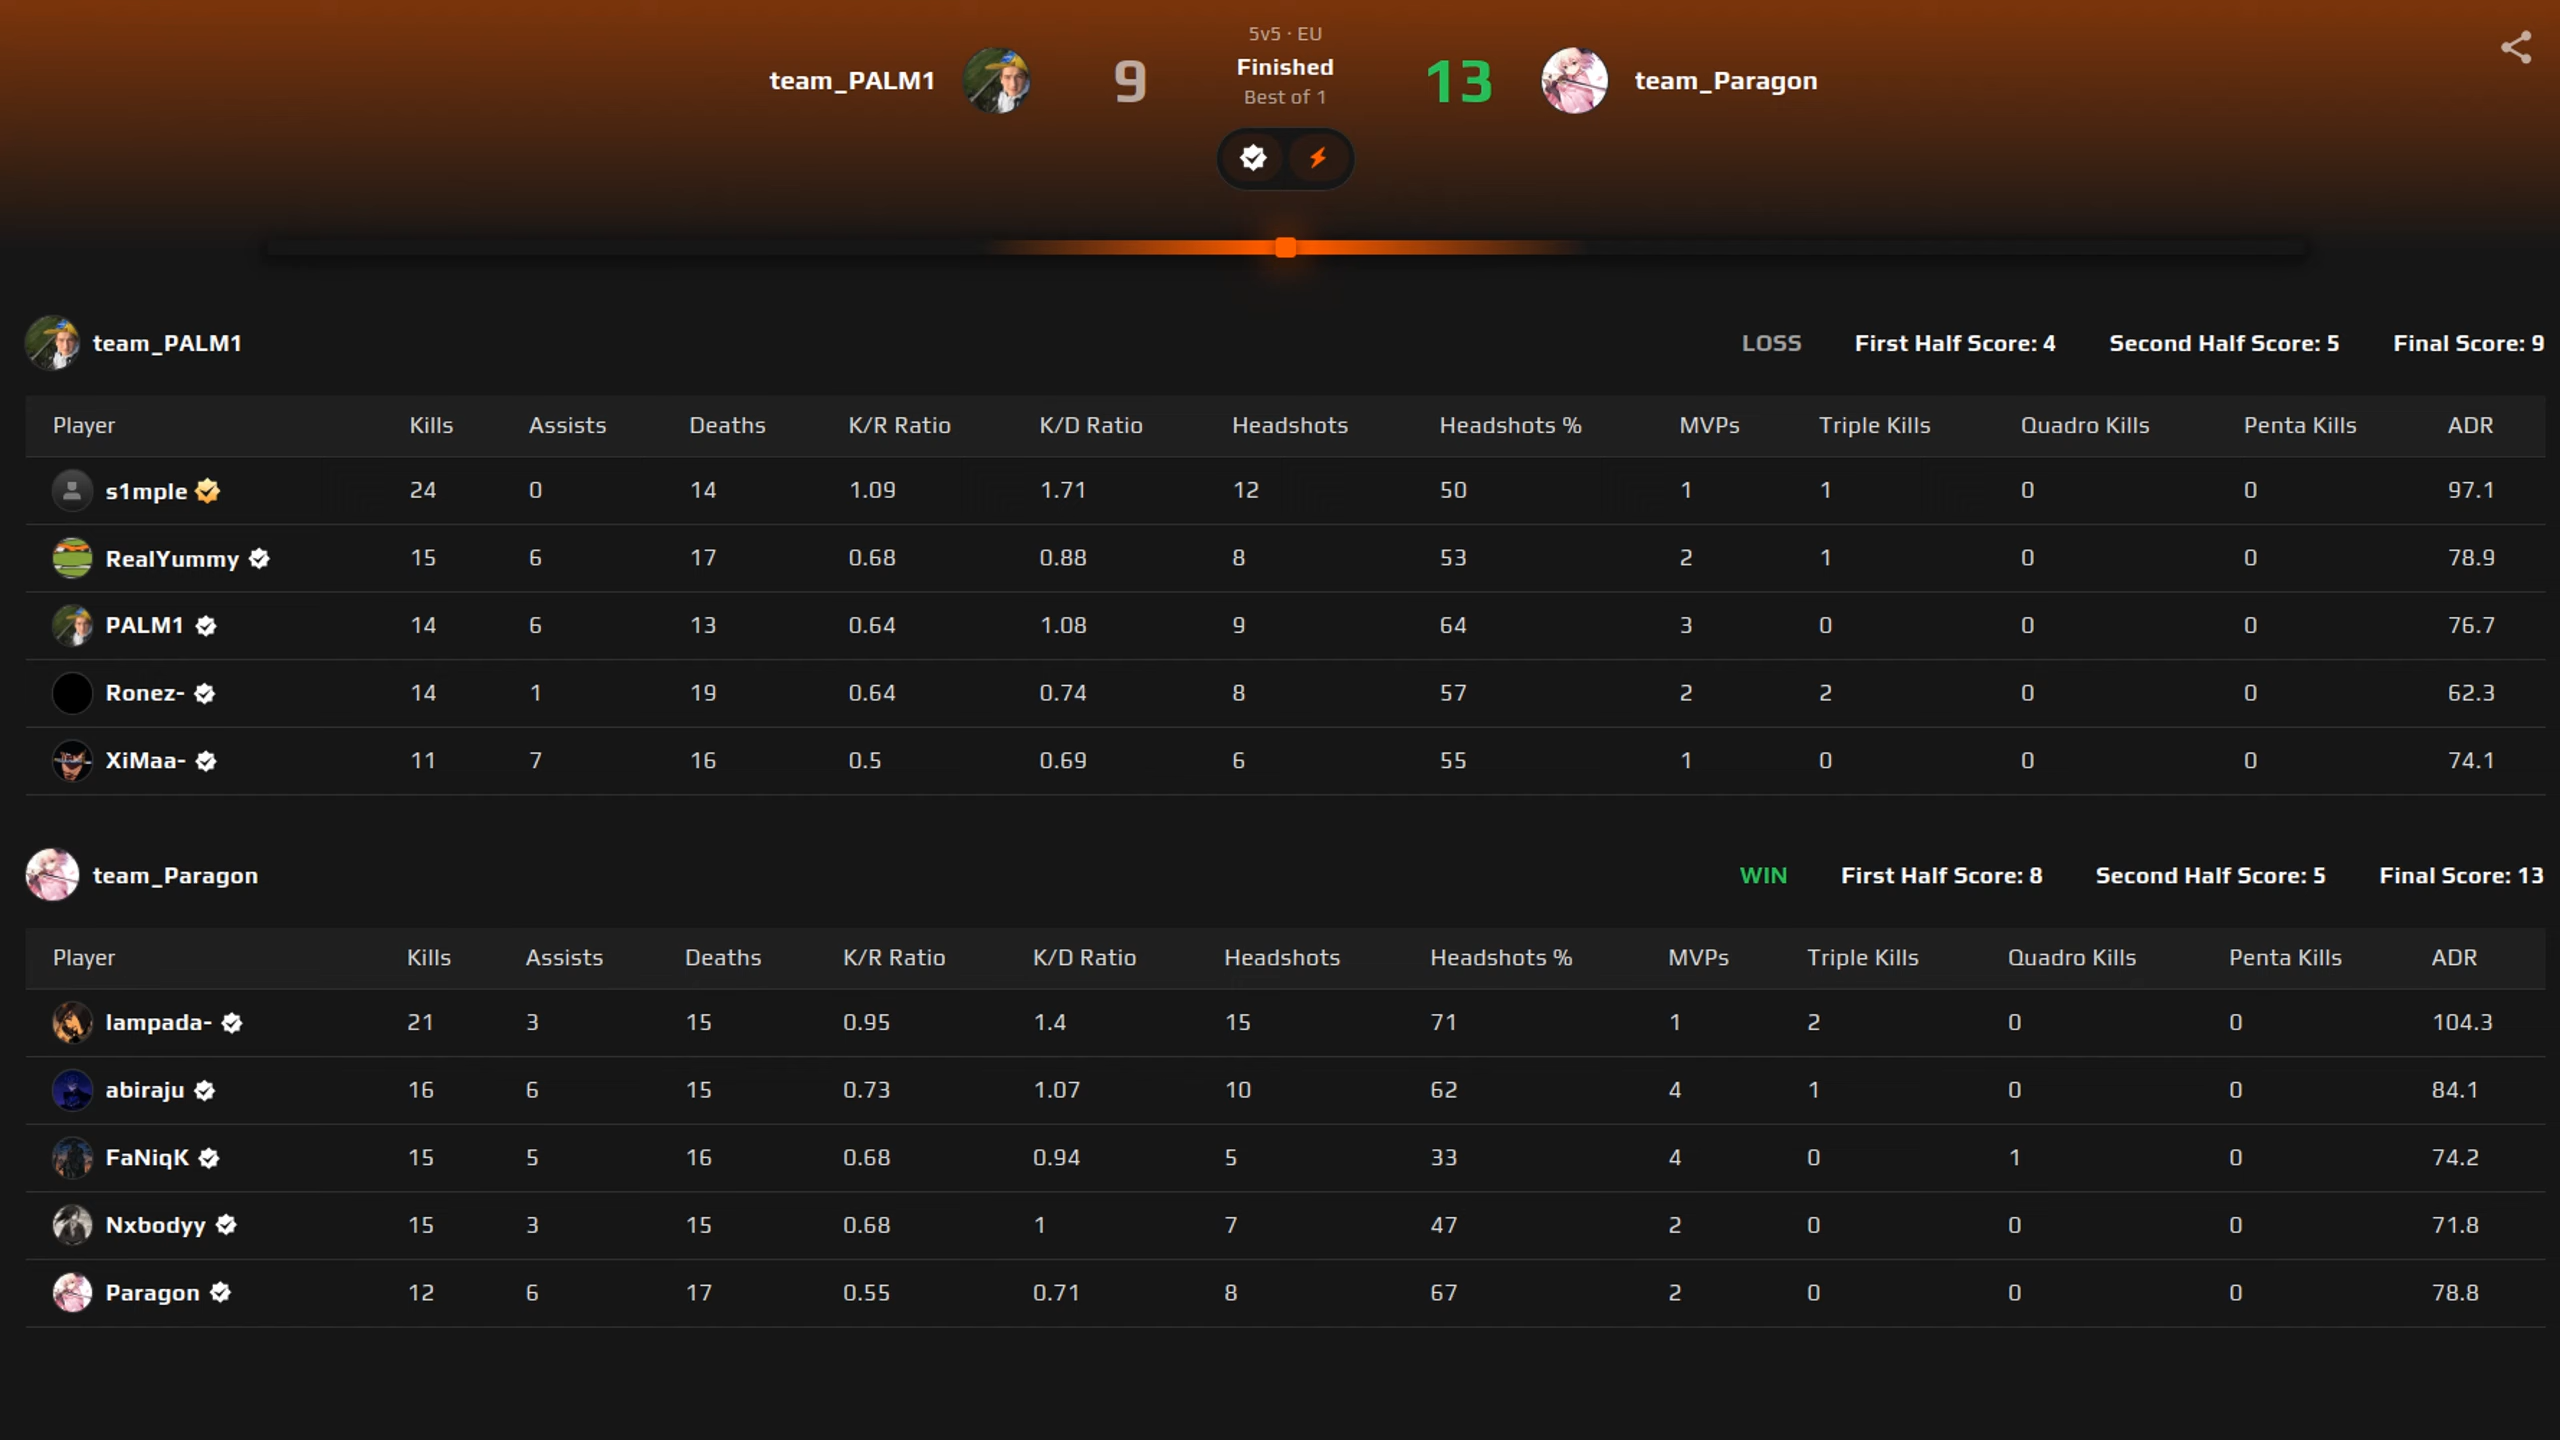 5v5 · EU
team_PALM1 9 Finished 13 team_Paragon
Best of 1
team_PALM1 LOSS First Half Score: 4 Second Half Score: 5 Final Score: 9
Player Kills Assists Deaths K/R Ratio K/D Ratio Headshots Headshots % MVPs Triple Kills Quadro Kills Penta Kills ADR
s1mple 24 0 14 1.09 1.71 12 50 1 1 0 0 97.1
RealYummy 15 6 17 0.68 0.88 8 53 2 1 0 0 78.9
PALM1 14 6 13 0.64 1.08 9 64 3 0 0 0 76.7
Ronez- 14 1 19 0.64 0.74 8 57 2 2 0 0 62.3
XiMaa- 11 7 16 0.5 0.69 6 55 1 0 0 0 74.1
team_Paragon WIN First Half Score: 8 Second Half Score: 5 Final Score: 13
Player Kills Assists Deaths K/R Ratio K/D Ratio Headshots Headshots % MVPs Triple Kills Quadro Kills Penta Kills ADR
lampada- 21 3 15 0.95 1.4 15 71 1 2 0 0 104.3
abiraju 16 6 15 0.73 1.07 10 62 4 1 0 0 84.1
FaNiqK 15 5 16 0.68 0.94 5 33 4 0 1 0 74.2
Nxbodyy 15 3 15 0.68 1 7 47 2 0 0 0 71.8
Paragon 12 6 17 0.55 0.71 8 67 2 0 0 0 78.8